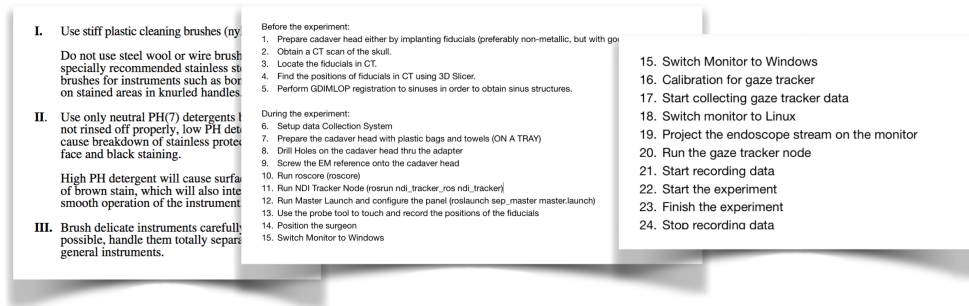 I. Use stiff plastic cleaning brushes (ny
Do not use steel wool or wire brush
specially recommended stainless st
brushes for instruments such as bor
on stained areas in knurled handles.
II. Use only neutral PH(7) detergents b
not rinsed off properly, low PH dete
cause breakdown of stainless protec
face and black staining.
High PH detergent will cause surfa
of brown stain, which will also inte
smooth operation of the instrument
III. Brush delicate instruments carefully
possible, handle them totally separa
general instruments.
Before the experiment:
1. Prepare cadaver head either by implanting fiducials (preferably non-metallic, but with goo
2. Obtain a CT scan of the skull.
3. Locate the fiducials in CT.
4. Find the positions of fiducials in CT using 3D Slicer.
5. Perform GDIMLOP registration to sinuses in order to obtain sinus structures.
During the experiment:
6. Setup data Collection System
7. Prepare the cadaver head with plastic bags and towels (ON A TRAY)
8. Drill Holes on the cadaver head thru the adapter
9. Screw the EM reference onto the cadaver head
10. Run roscore (roscore)
11. Run NDI Tracker Node (rosrun ndi_tracker_ros ndi_tracker)
12. Run Master Launch and configure the panel (roslaunch sep_master master.launch)
13. Use the probe tool to touch and record the positions of the fiducials
14. Position the surgeon
15. Switch Monitor to Windows
15. Switch Monitor to Windows
16. Calibration for gaze tracker
17. Start collecting gaze tracker data
18. Switch monitor to Linux
19. Project the endoscope stream on the monitor
20. Run the gaze tracker node
21. Start recording data
22. Start the experiment
23. Finish the experiment
24. Stop recording data